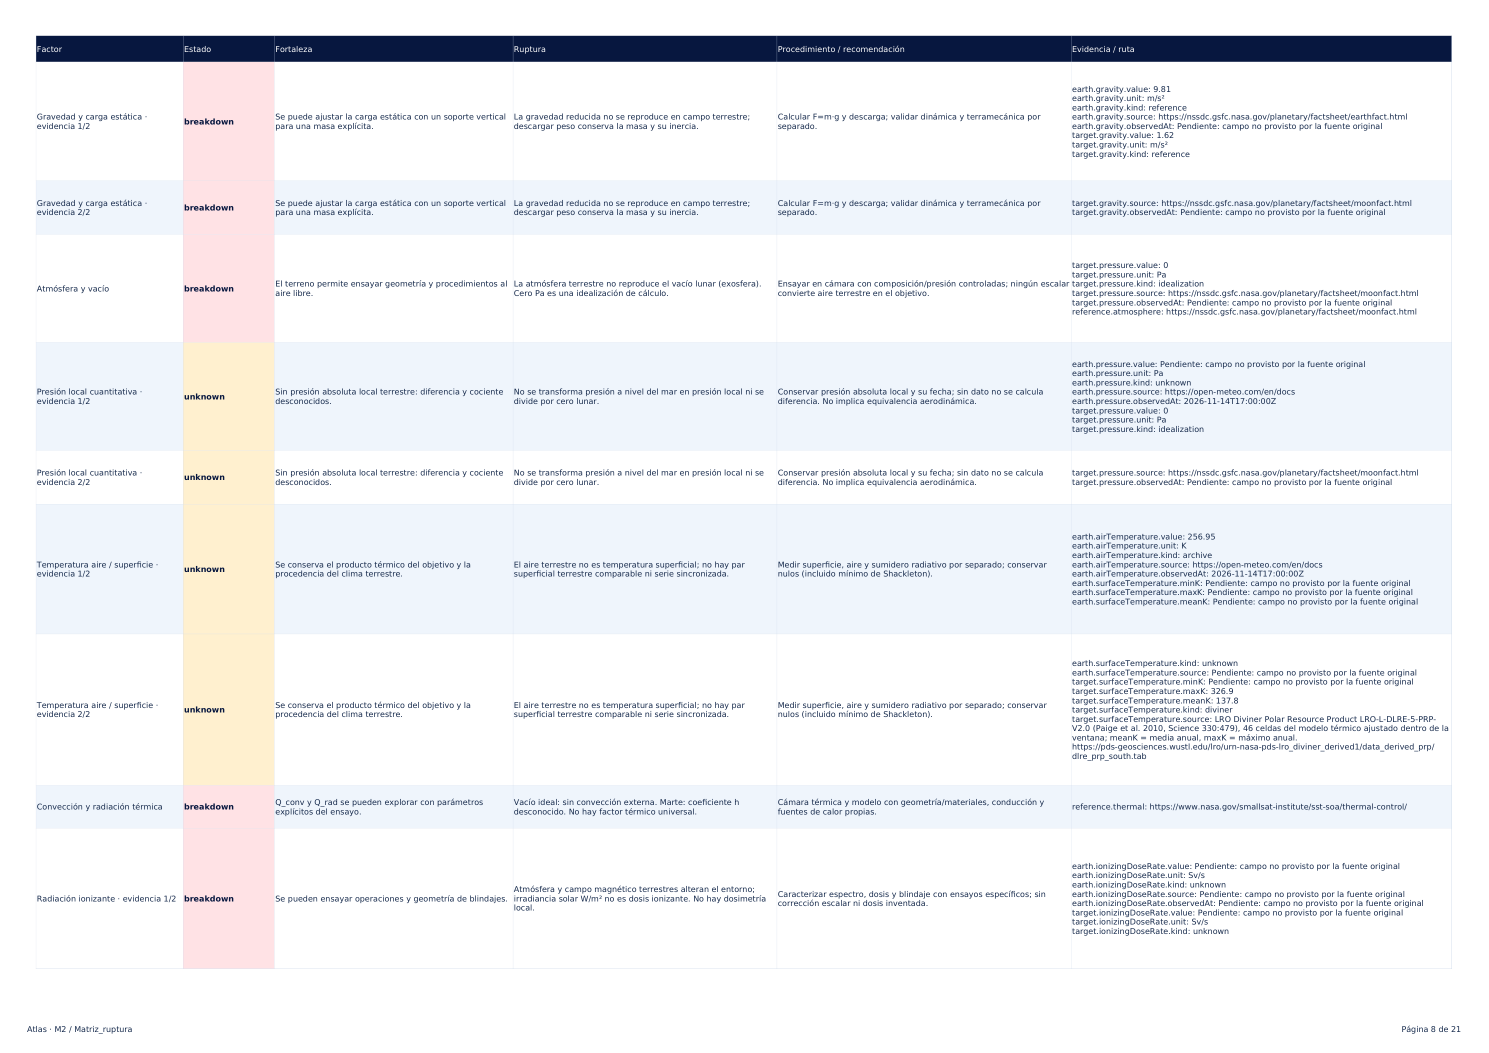 Factor
Estado
Fortaleza
Ruptura
Procedimiento / recomendación
Evidencia / ruta
Gravedad y carga estática ·
evidencia 1/2
breakdown
Se puede ajustar la carga estática con un soporte vertical
para una masa explícita.
La gravedad reducida no se reproduce en campo terrestre;
descargar peso conserva la masa y su inercia.
Calcular F=m·g y descarga; validar dinámica y terramecánica por
separado.
earth.gravity.value: 9.81
earth.gravity.unit: m/s²
earth.gravity.kind: reference
earth.gravity.source: https://nssdc.gsfc.nasa.gov/planetary/factsheet/earthfact.html
earth.gravity.observedAt: Pendiente: campo no provisto por la fuente original
target.gravity.value: 1.62
target.gravity.unit: m/s²
target.gravity.kind: reference
Gravedad y carga estática ·
evidencia 2/2
breakdown
Se puede ajustar la carga estática con un soporte vertical
para una masa explícita.
La gravedad reducida no se reproduce en campo terrestre;
descargar peso conserva la masa y su inercia.
Calcular F=m·g y descarga; validar dinámica y terramecánica por
separado.
target.gravity.source: https://nssdc.gsfc.nasa.gov/planetary/factsheet/moonfact.html
target.gravity.observedAt: Pendiente: campo no provisto por la fuente original
Atmósfera y vacío
breakdown
El terreno permite ensayar geometría y procedimientos al
aire libre.
La atmósfera terrestre no reproduce el vacío lunar (exosfera).
Cero Pa es una idealización de cálculo.
Ensayar en cámara con composición/presión controladas; ningún escalar
convierte aire terrestre en el objetivo.
target.pressure.value: 0
target.pressure.unit: Pa
target.pressure.kind: idealization
target.pressure.source: https://nssdc.gsfc.nasa.gov/planetary/factsheet/moonfact.html
target.pressure.observedAt: Pendiente: campo no provisto por la fuente original
reference.atmosphere: https://nssdc.gsfc.nasa.gov/planetary/factsheet/moonfact.html
Presión local cuantitativa ·
evidencia 1/2
unknown
Sin presión absoluta local terrestre: diferencia y cociente
desconocidos.
No se transforma presión a nivel del mar en presión local ni se
divide por cero lunar.
Conservar presión absoluta local y su fecha; sin dato no se calcula
diferencia. No implica equivalencia aerodinámica.
earth.pressure.value: Pendiente: campo no provisto por la fuente original
earth.pressure.unit: Pa
earth.pressure.kind: unknown
earth.pressure.source: https://open-meteo.com/en/docs
earth.pressure.observedAt: 2026-11-14T17:00:00Z
target.pressure.value: 0
target.pressure.unit: Pa
target.pressure.kind: idealization
Presión local cuantitativa ·
evidencia 2/2
unknown
Sin presión absoluta local terrestre: diferencia y cociente
desconocidos.
No se transforma presión a nivel del mar en presión local ni se
divide por cero lunar.
Conservar presión absoluta local y su fecha; sin dato no se calcula
diferencia. No implica equivalencia aerodinámica.
target.pressure.source: https://nssdc.gsfc.nasa.gov/planetary/factsheet/moonfact.html
target.pressure.observedAt: Pendiente: campo no provisto por la fuente original
Temperatura aire / superficie ·
evidencia 1/2
unknown
Se conserva el producto térmico del objetivo y la
procedencia del clima terrestre.
El aire terrestre no es temperatura superficial; no hay par
superficial terrestre comparable ni serie sincronizada.
Medir superficie, aire y sumidero radiativo por separado; conservar
nulos (incluido mínimo de Shackleton).
earth.airTemperature.value: 256.95
earth.airTemperature.unit: K
earth.airTemperature.kind: archive
earth.airTemperature.source: https://open-meteo.com/en/docs
earth.airTemperature.observedAt: 2026-11-14T17:00:00Z
earth.surfaceTemperature.minK: Pendiente: campo no provisto por la fuente original
earth.surfaceTemperature.maxK: Pendiente: campo no provisto por la fuente original
earth.surfaceTemperature.meanK: Pendiente: campo no provisto por la fuente original
Temperatura aire / superficie ·
evidencia 2/2
unknown
Se conserva el producto térmico del objetivo y la
procedencia del clima terrestre.
El aire terrestre no es temperatura superficial; no hay par
superficial terrestre comparable ni serie sincronizada.
Medir superficie, aire y sumidero radiativo por separado; conservar
nulos (incluido mínimo de Shackleton).
earth.surfaceTemperature.kind: unknown
earth.surfaceTemperature.source: Pendiente: campo no provisto por la fuente original
target.surfaceTemperature.minK: Pendiente: campo no provisto por la fuente original
target.surfaceTemperature.maxK: 326.9
target.surfaceTemperature.meanK: 137.8
target.surfaceTemperature.kind: diviner
target.surfaceTemperature.source: LRO Diviner Polar Resource Product LRO-L-DLRE-5-PRP-
V2.0 (Paige et al. 2010, Science 330:479), 46 celdas del modelo térmico ajustado dentro de la
ventana; meanK = media anual, maxK = máximo anual.
https://pds-geosciences.wustl.edu/lro/urn-nasa-pds-lro_diviner_derived1/data_derived_prp/
dlre_prp_south.tab
Convección y radiación térmica
breakdown
Q_conv y Q_rad se pueden explorar con parámetros
explícitos del ensayo.
Vacío ideal: sin convección externa. Marte: coeficiente h
desconocido. No hay factor térmico universal.
Cámara térmica y modelo con geometría/materiales, conducción y
fuentes de calor propias.
reference.thermal: https://www.nasa.gov/smallsat-institute/sst-soa/thermal-control/
Radiación ionizante · evidencia 1/2
breakdown
Se pueden ensayar operaciones y geometría de blindajes.
Atmósfera y campo magnético terrestres alteran el entorno;
irradiancia solar W/m² no es dosis ionizante. No hay dosimetría
local.
Caracterizar espectro, dosis y blindaje con ensayos específicos; sin
corrección escalar ni dosis inventada.
earth.ionizingDoseRate.value: Pendiente: campo no provisto por la fuente original
earth.ionizingDoseRate.unit: Sv/s
earth.ionizingDoseRate.kind: unknown
earth.ionizingDoseRate.source: Pendiente: campo no provisto por la fuente original
earth.ionizingDoseRate.observedAt: Pendiente: campo no provisto por la fuente original
target.ionizingDoseRate.value: Pendiente: campo no provisto por la fuente original
target.ionizingDoseRate.unit: Sv/s
target.ionizingDoseRate.kind: unknown
Atlas · M2 / Matriz_ruptura
Página 8 de 21